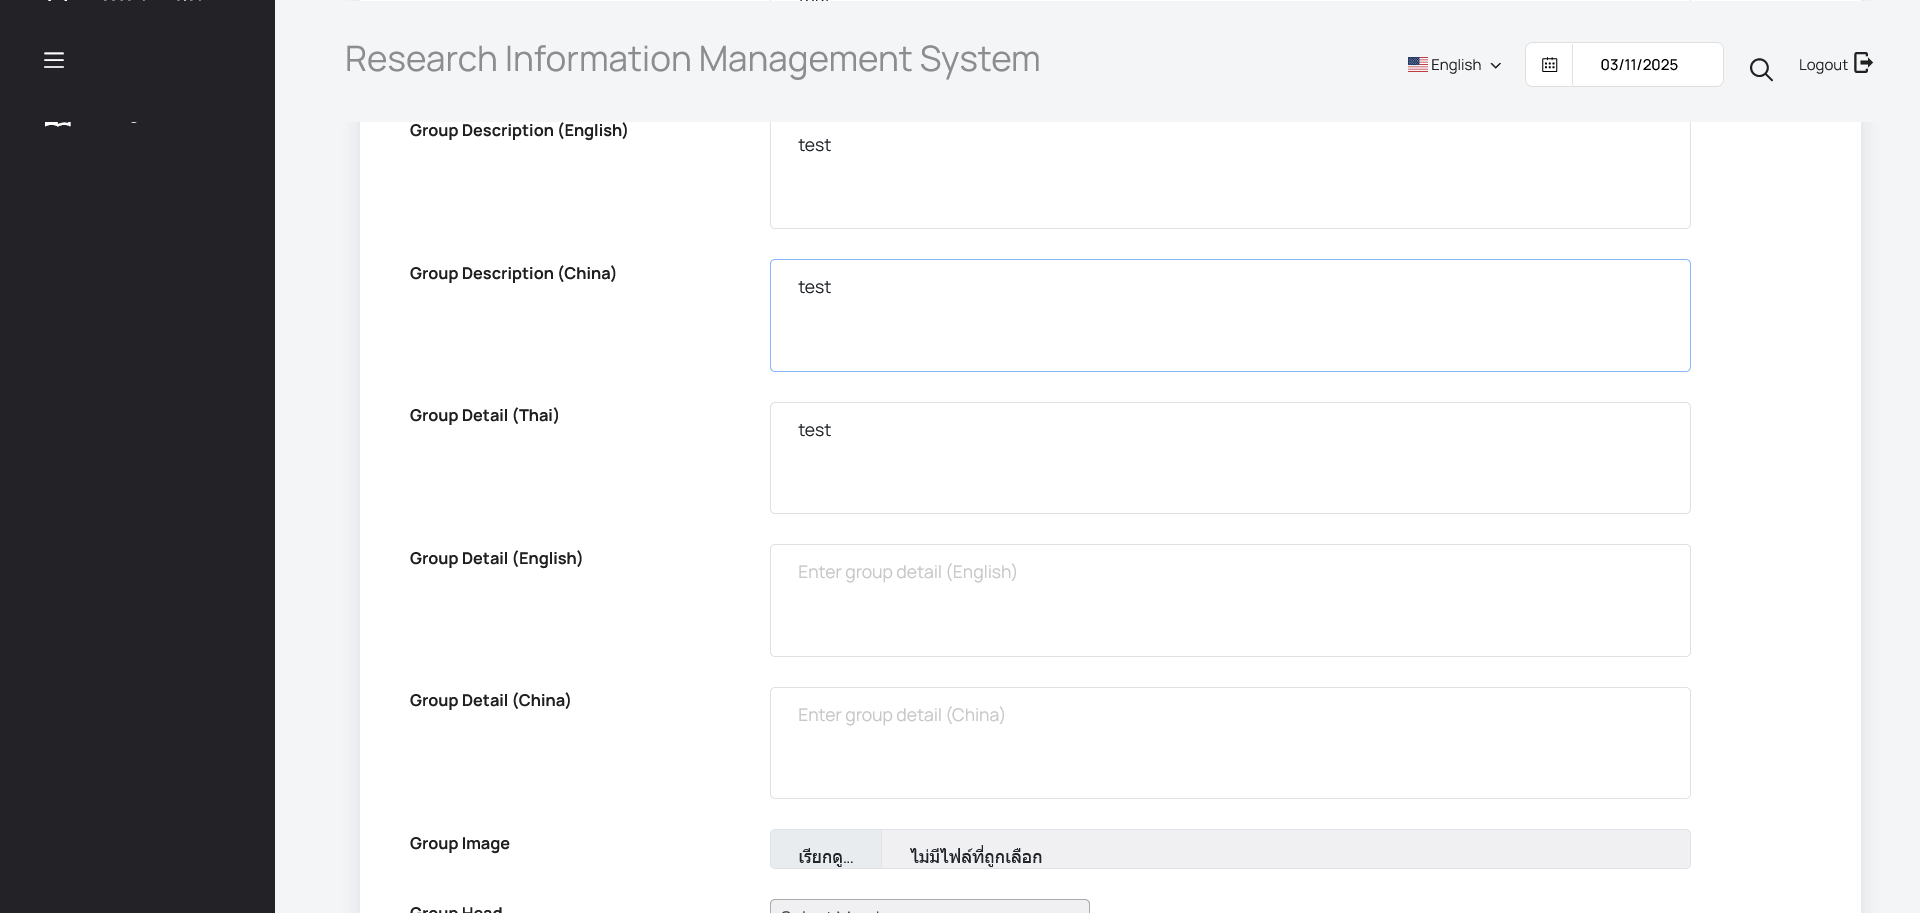 Research Information Management System
English
03/11/2025
Logout
Group Description (English)
test
Group Description (China)
test
Group Detail (Thai)
test
Group Detail (English)
Enter group detail (English)
Group Detail (China)
Enter group detail (China)
Group Image
เรียกดู...
ไม่มีไฟล์ที่ถูกเลือก
Group Head